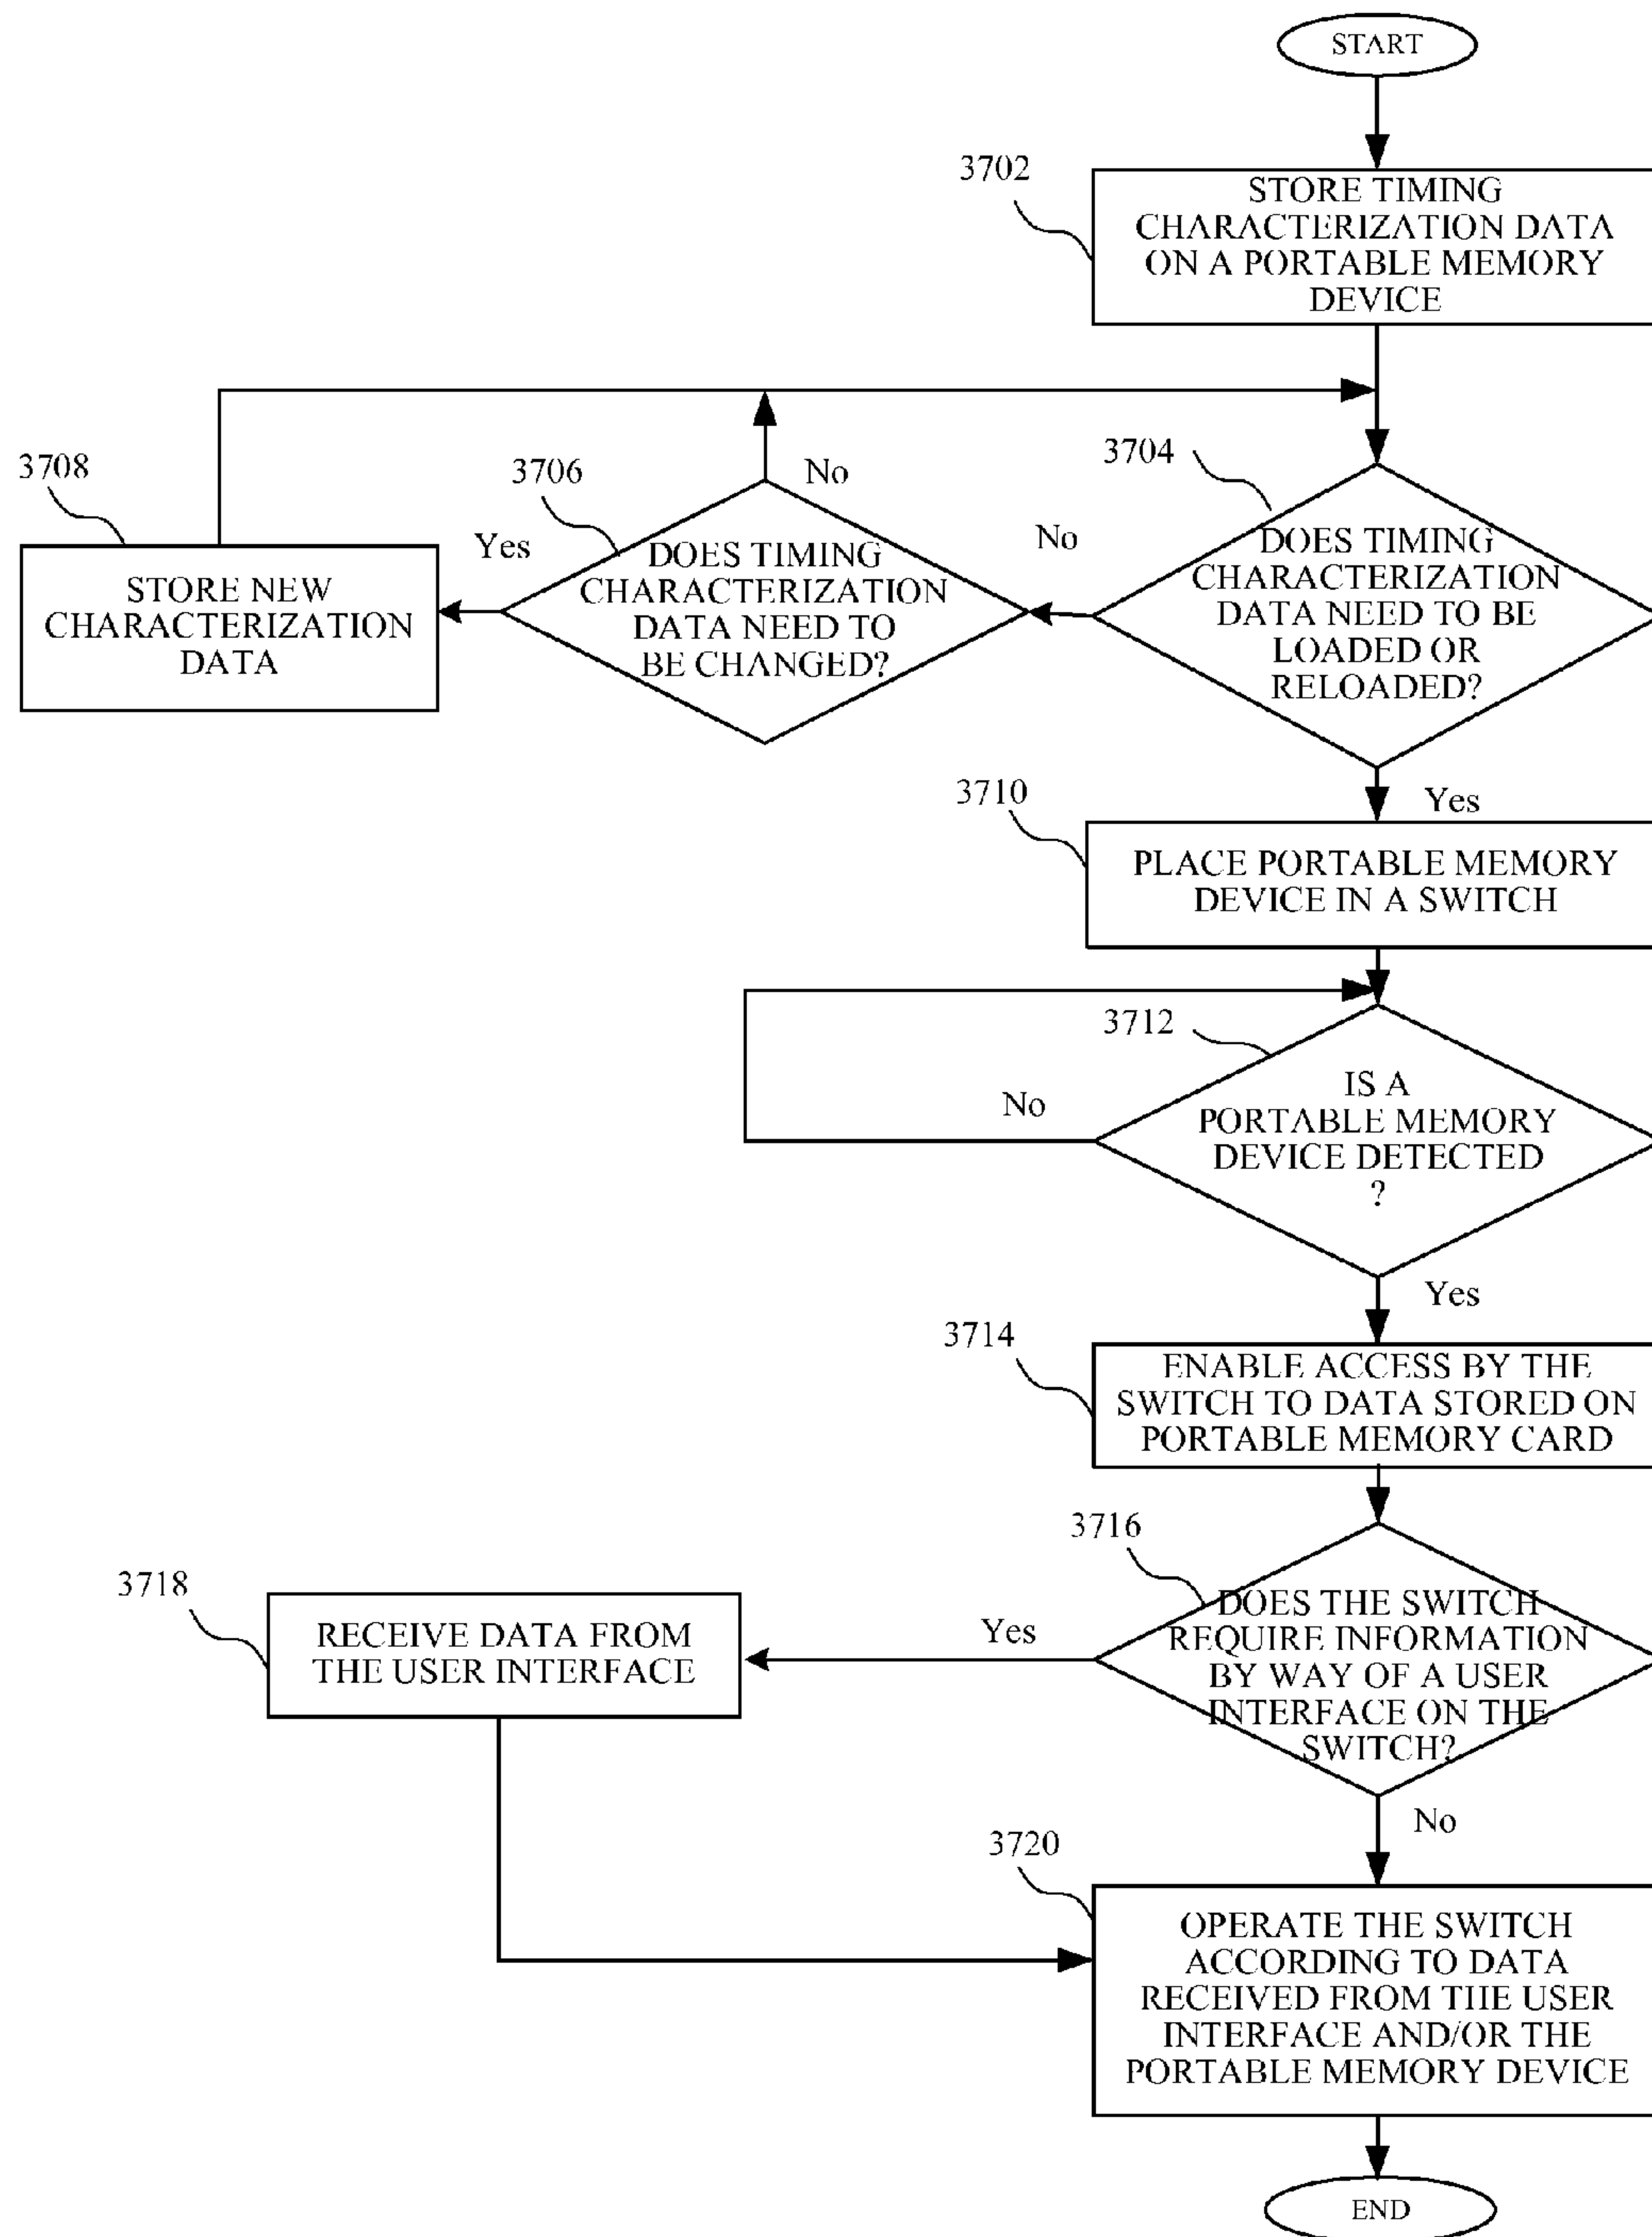 START
3702
STORE TIMING
CHARACTERIZATION DATA
ON A PORTABLE MEMORY
DEVICE
3704
DOES TIMING
CHARACTERIZATION
DATA NEED TO BE
LOADED OR
RELOADED?
No
3706
DOES TIMING
CHARACTERIZATION
DATA NEED TO
BE CHANGED?
No
Yes
3708
STORE NEW
CHARACTERIZATION
DATA
Yes
3710
PLACE PORTABLE MEMORY
DEVICE IN A SWITCH
3712
IS A
PORTABLE MEMORY
DEVICE DETECTED
?
No
Yes
3714
ENABLE ACCESS BY THE
SWITCH TO DATA STORED ON
PORTABLE MEMORY CARD
3716
DOES THE SWITCH
REQUIRE INFORMATION
BY WAY OF A USER
INTERFACE ON THE
SWITCH?
Yes
3718
RECEIVE DATA FROM
THE USER INTERFACE
No
3720
OPERATE THE SWITCH
ACCORDING TO DATA
RECEIVED FROM THE USER
INTERFACE AND/OR THE
PORTABLE MEMORY DEVICE
END